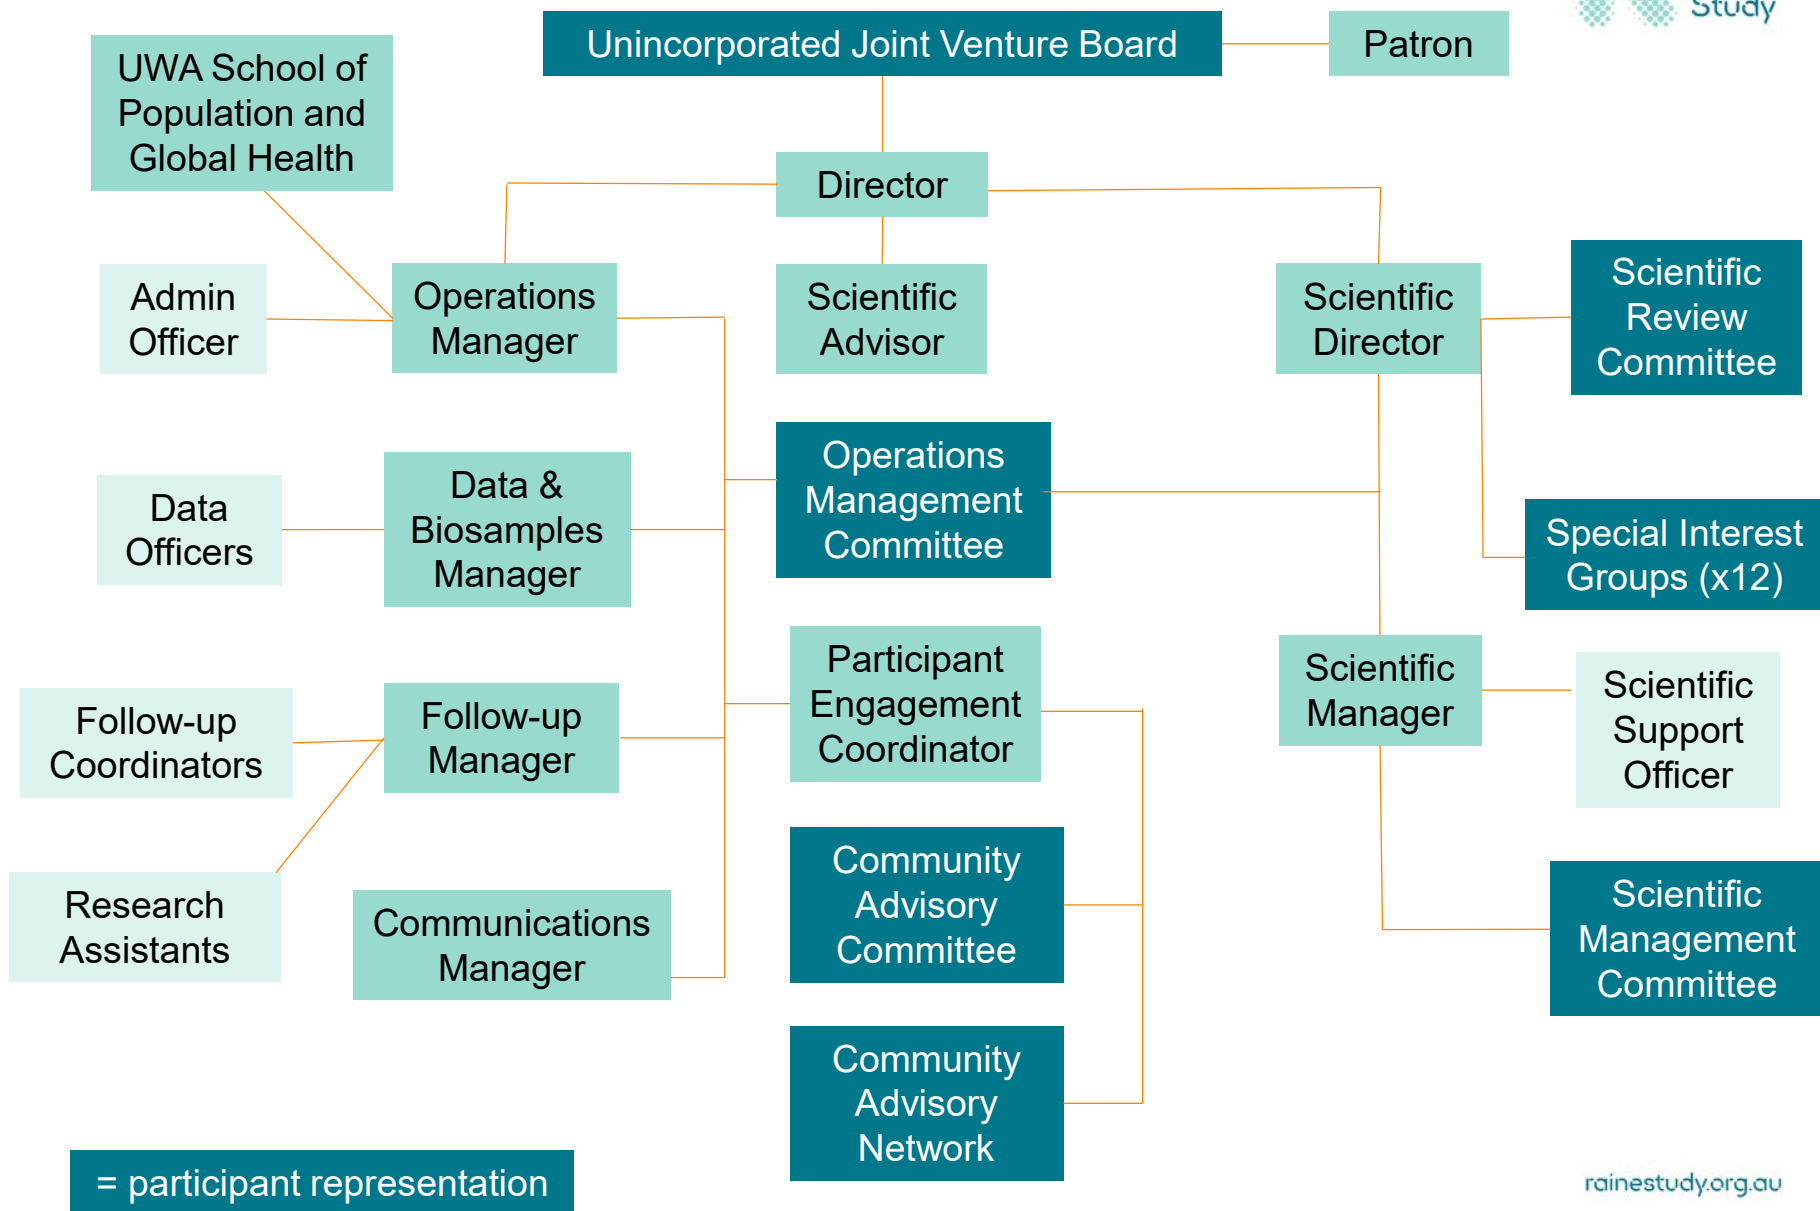 Study
Unincorporated Joint Venture Board
Patron
UWA School of
Population and
Global Health
Director
Admin
Officer
Operations
Manager
Scientific
Advisor
Scientific
Director
Scientific
Review
Committee
Data
Officers
Data &
Biosamples
Manager
Operations
Management
Committee
Special Interest
Groups (x12)
Follow-up
Coordinators
Follow-up
Manager
Participant
Engagement
Coordinator
Scientific
Manager
Scientific
Support
Officer
Research
Assistants
Communications
Manager
Community
Advisory
Committee
Scientific
Management
Committee
Community
Advisory
Network
= participant representation
rainestudy.org.au